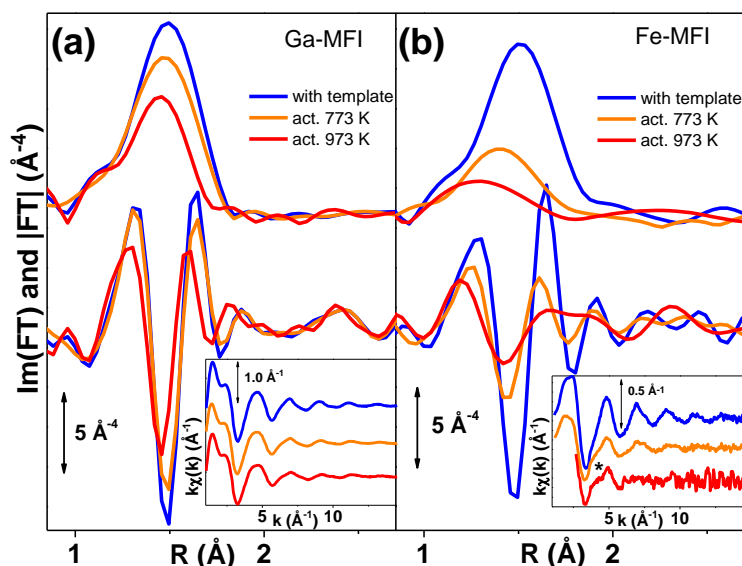 (a) Ga-MFI
with template
act. 773 K
act. 973 K
(b) Fe-MFI
with template
act. 773 K
act. 973 K
Im(FT) and |FT| (Å⁻⁴)
5 Å⁻⁴
1.0 Å⁻¹
kχ(k) (Å⁻¹)
5 k (Å⁻¹) 10
5 Å⁻⁴
0.5 Å⁻¹
*
kχ(k) (Å⁻¹)
5 k (Å⁻¹) 10
1 R (Å) 2
1 R (Å) 2